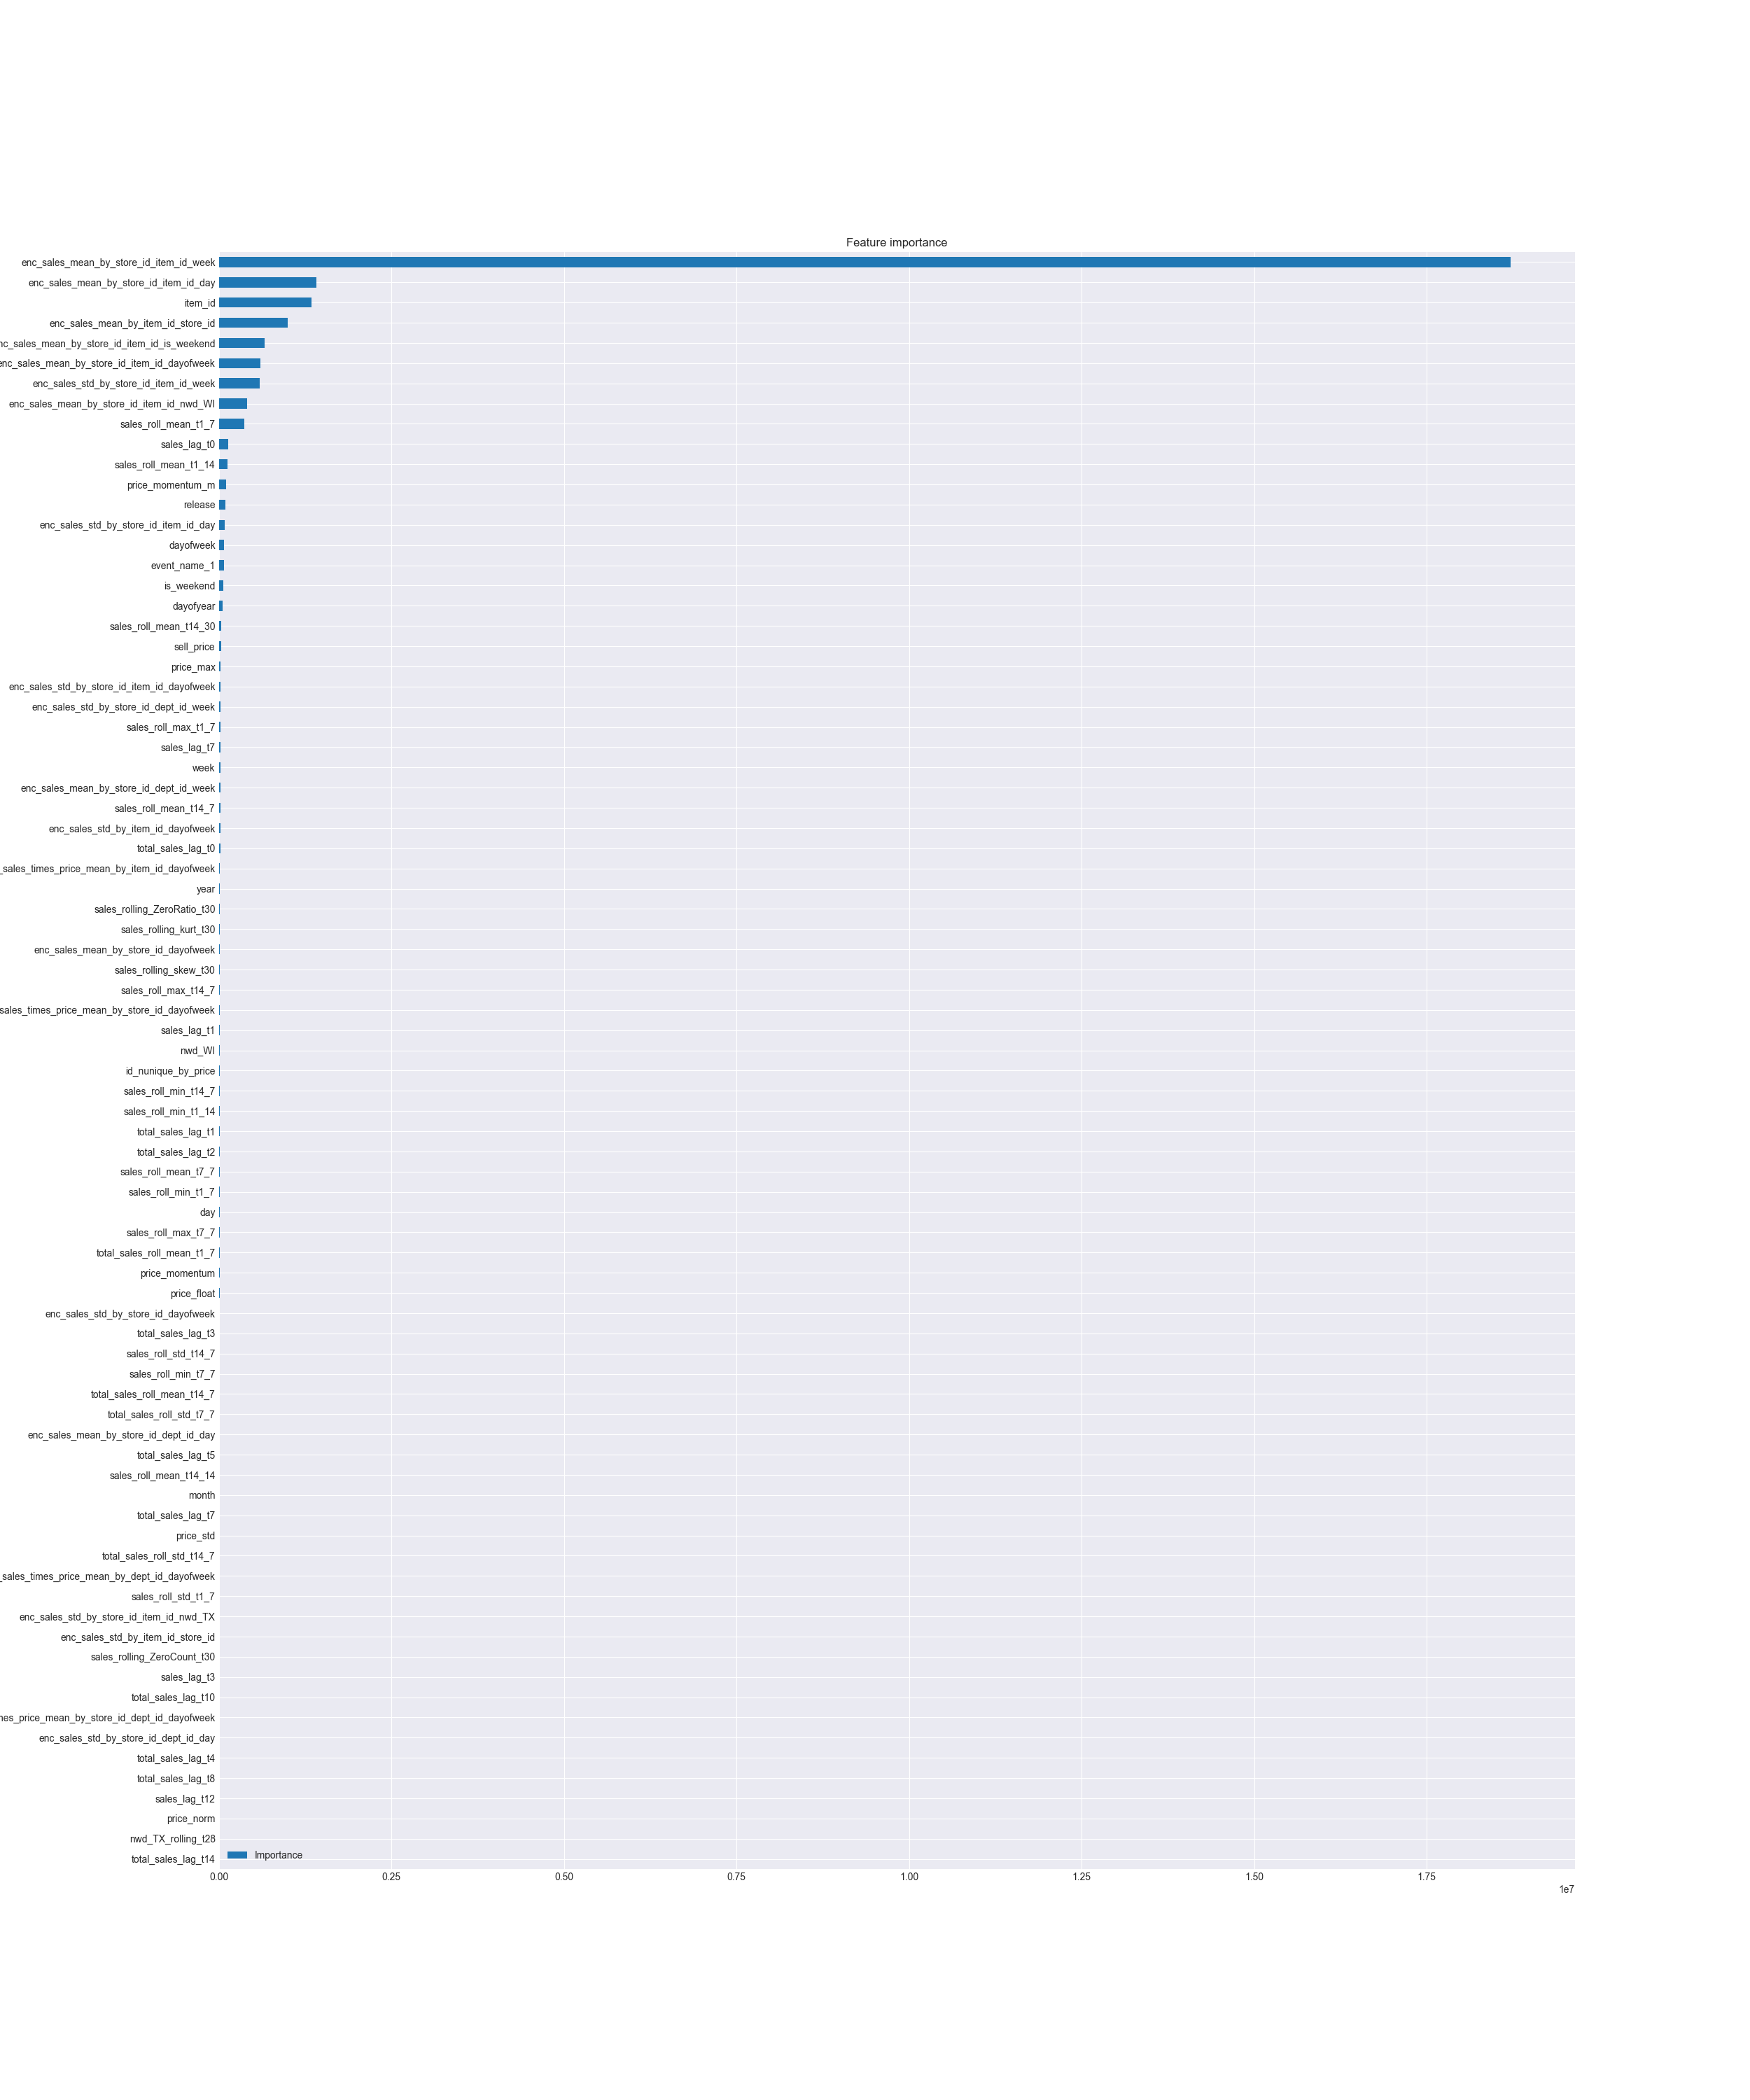 Feature importance
enc_sales_mean_by_store_id_item_id_week
enc_sales_mean_by_store_id_item_id_day
item_id
enc_sales_mean_by_item_id_store_id
nc_sales_mean_by_store_id_item_id_is_weekend
enc_sales_mean_by_store_id_item_id_dayofweek
enc_sales_std_by_store_id_item_id_week
enc_sales_mean_by_store_id_item_id_nwd_WI
sales_roll_mean_t1_7
sales_lag_t0
sales_roll_mean_t1_14
price_momentum_m
release
enc_sales_std_by_store_id_item_id_day
dayofweek
event_name_1
is_weekend
dayofyear
sales_roll_mean_t14_30
sell_price
price_max
enc_sales_std_by_store_id_item_id_dayofweek
enc_sales_std_by_store_id_dept_id_week
sales_roll_max_t1_7
sales_lag_t7
week
enc_sales_mean_by_store_id_dept_id_week
sales_roll_mean_t14_7
enc_sales_std_by_item_id_dayofweek
total_sales_lag_t0
_sales_times_price_mean_by_item_id_dayofweek
year
sales_rolling_ZeroRatio_t30
sales_rolling_kurt_t30
enc_sales_mean_by_store_id_dayofweek
sales_rolling_skew_t30
sales_roll_max_t14_7
sales_times_price_mean_by_store_id_dayofweek
sales_lag_t1
nwd_WI
id_nunique_by_price
sales_roll_min_t14_7
sales_roll_min_t1_14
total_sales_lag_t1
total_sales_lag_t2
sales_roll_mean_t7_7
sales_roll_min_t1_7
day
sales_roll_max_t7_7
total_sales_roll_mean_t1_7
price_momentum
price_float
enc_sales_std_by_store_id_dayofweek
total_sales_lag_t3
sales_roll_std_t14_7
sales_roll_min_t7_7
total_sales_roll_mean_t14_7
total_sales_roll_std_t7_7
enc_sales_mean_by_store_id_dept_id_day
total_sales_lag_t5
sales_roll_mean_t14_14
month
total_sales_lag_t7
price_std
total_sales_roll_std_t14_7
_sales_times_price_mean_by_dept_id_dayofweek
sales_roll_std_t1_7
enc_sales_std_by_store_id_item_id_nwd_TX
enc_sales_std_by_item_id_store_id
sales_rolling_ZeroCount_t30
sales_lag_t3
total_sales_lag_t10
nes_price_mean_by_store_id_dept_id_dayofweek
enc_sales_std_by_store_id_dept_id_day
total_sales_lag_t4
total_sales_lag_t8
sales_lag_t12
price_norm
nwd_TX_rolling_t28
total_sales_lag_t14
Importance
0.00 0.25 0.50 0.75 1.00 1.25 1.50 1.75
1e7